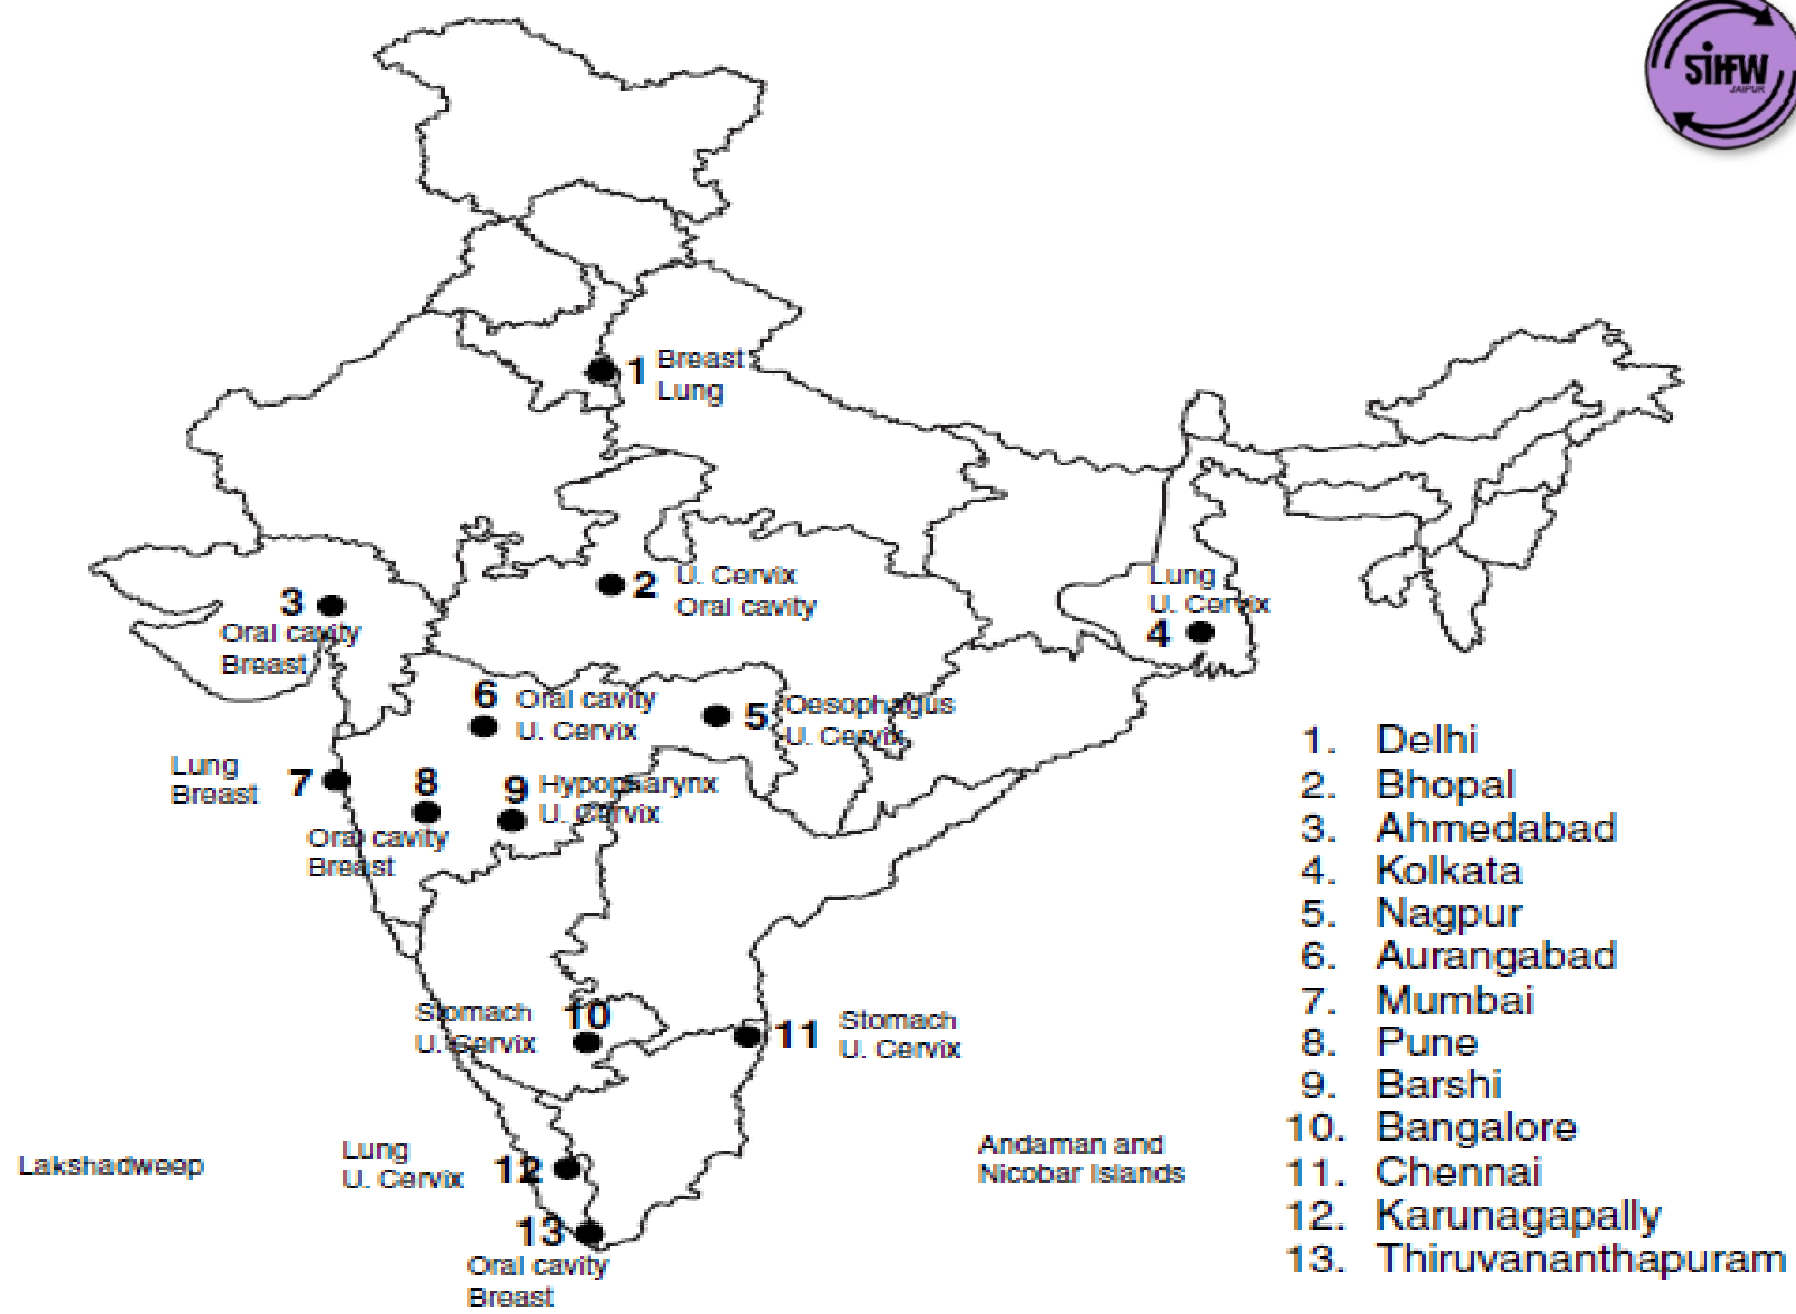 SIHFW
JAIPUR
1 Breast
Lung
2 U. Cervix
Oral cavity
3
Oral cavity
Breast
Lung
U. Cervix
4
6 Oral cavity
U. Cervix
5 Oesophagus
U. Cervix
Lung
Breast
7
8
Oral cavity
Breast
9 Hypopharynx
U. Cervix
Stomach
U. Cervix
10
11 Stomach
U. Cervix
Lakshadweep
Lung
U. Cervix
12
Andaman and
Nicobar Islands
13
Oral cavity
Breast
1. Delhi
2. Bhopal
3. Ahmedabad
4. Kolkata
5. Nagpur
6. Aurangabad
7. Mumbai
8. Pune
9. Barshi
10. Bangalore
11. Chennai
12. Karunagapally
13. Thiruvananthapuram